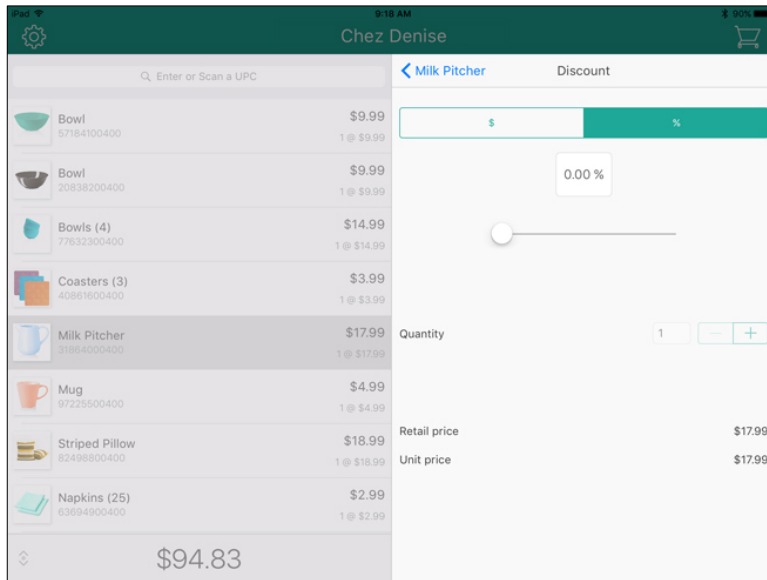 iPad 9:18 AM 90%
Chez Denise
Enter or Scan a UPC
Bowl $9.99
57184100400 1 @ $9.99
Bowl $9.99
20838200400 1 @ $9.99
Bowls (4) $14.99
77632300400 1 @ $14.99
Coasters (3) $3.99
40861600400 1 @ $3.99
Milk Pitcher $17.99
31864000400 1 @ $17.99
Mug $4.99
97225500400 1 @ $4.99
Striped Pillow $18.99
82498800400 1 @ $18.99
Napkins (25) $2.99
63694900400 1 @ $2.99
$94.83
Milk Pitcher Discount
$ %
0.00 %
Quantity 1 - +
Retail price $17.99
Unit price $17.99